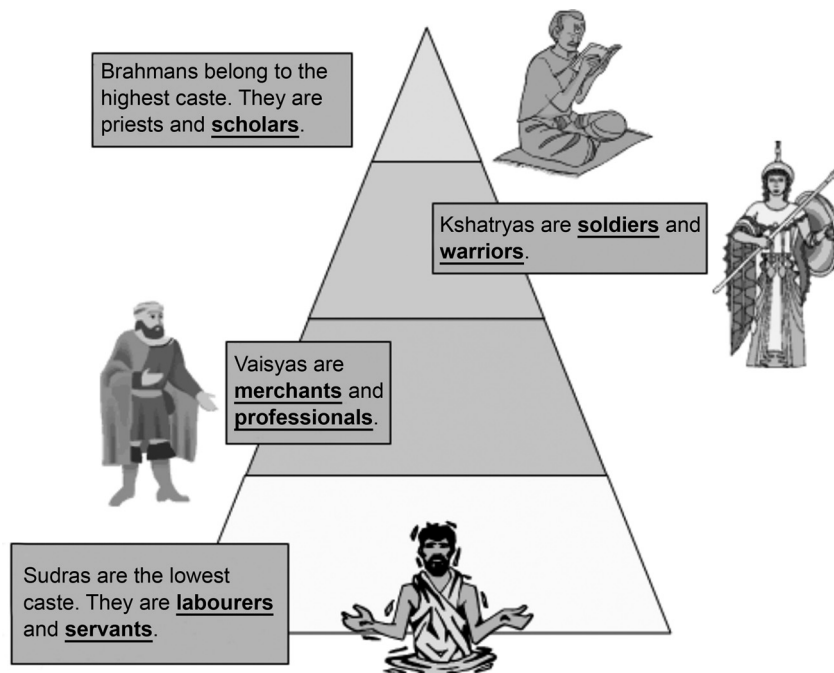 Brahmans belong to the
highest caste. They are
priests and scholars.
Kshatryas are soldiers and
warriors.
Vaisyas are
merchants and
professionals.
Sudras are the lowest
caste. They are labourers
and servants.